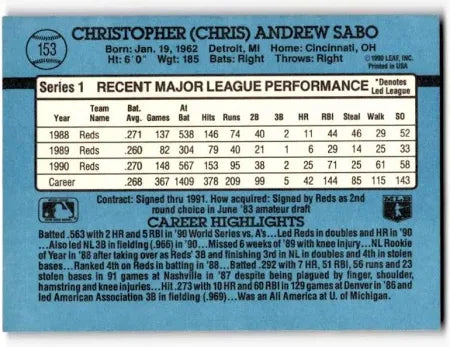 153
CHRISTOPHER (CHRIS) ANDREW SABO
Born: Jan. 19, 1962 Detroit, MI Home: Cincinnati, OH
Ht: 6'0" Wgt: 185 Bats: Right Throws: Right
© 1990 LEAF, INC.
Printed in USA
Series 1 RECENT MAJOR LEAGUE PERFORMANCE *Denotes Led League
Year Team Name Bat. Avg. Games At Bat Hits Runs 2B 3B HR RBI Steal Walk SO
1988 Reds .271 137 538 146 74 40 2 11 44 46 29 52
1989 Reds .260 82 304 79 40 21 1 6 29 14 25 33
1990 Reds .270 148 567 153 95 38 2 25 71 25 61 58
Career .268 367 1409 378 209 99 5 42 144 85 115 143
Contract: Signed thru 1991. How acquired: Signed by Reds as 2nd
round choice in June '83 amateur draft
CAREER HIGHLIGHTS
Batted .563 with 2 HR and 5 RBI in '90 World Series vs. A's...Led Reds in doubles and HR in '90
...Also led NL 3B in fielding (.966) in '90...Missed 6 weeks of '89 with knee injury...NL Rookie
of Year in '88 after taking over as Reds' 3B and finishing 3rd in NL in doubles and 4th in stolen
bases...Ranked 4th on Reds in batting in '88...Batted .292 with 7 HR, 51 RBI, 56 runs and 23
stolen bases in 91 games at Nashville in '87 despite being plagued by finger, shoulder,
hamstring and knee injuries...Hit .273 with 10 HR and 60 RBI in 129 games at Denver in '86 and
led American Association 3B in fielding (.969)...Was an All America at U. of Michigan.